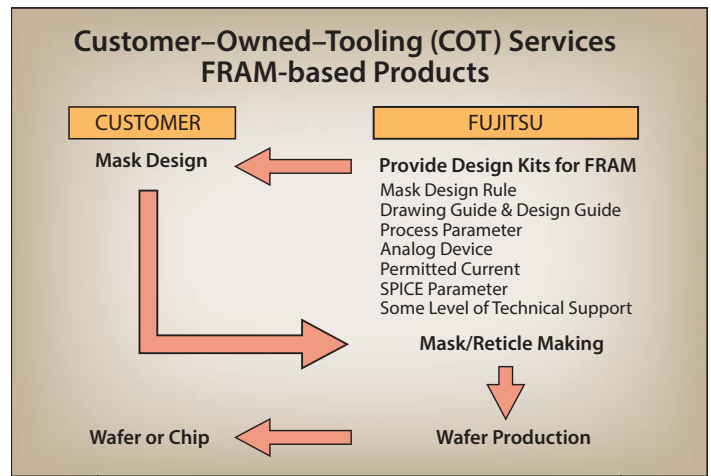 Customer–Owned–Tooling (COT) Services
FRAM-based Products
CUSTOMER
FUJITSU
Mask Design
Provide Design Kits for FRAM
Mask Design Rule
Drawing Guide & Design Guide
Process Parameter
Analog Device
Permitted Current
SPICE Parameter
Some Level of Technical Support
Mask/Reticle Making
Wafer or Chip
Wafer Production